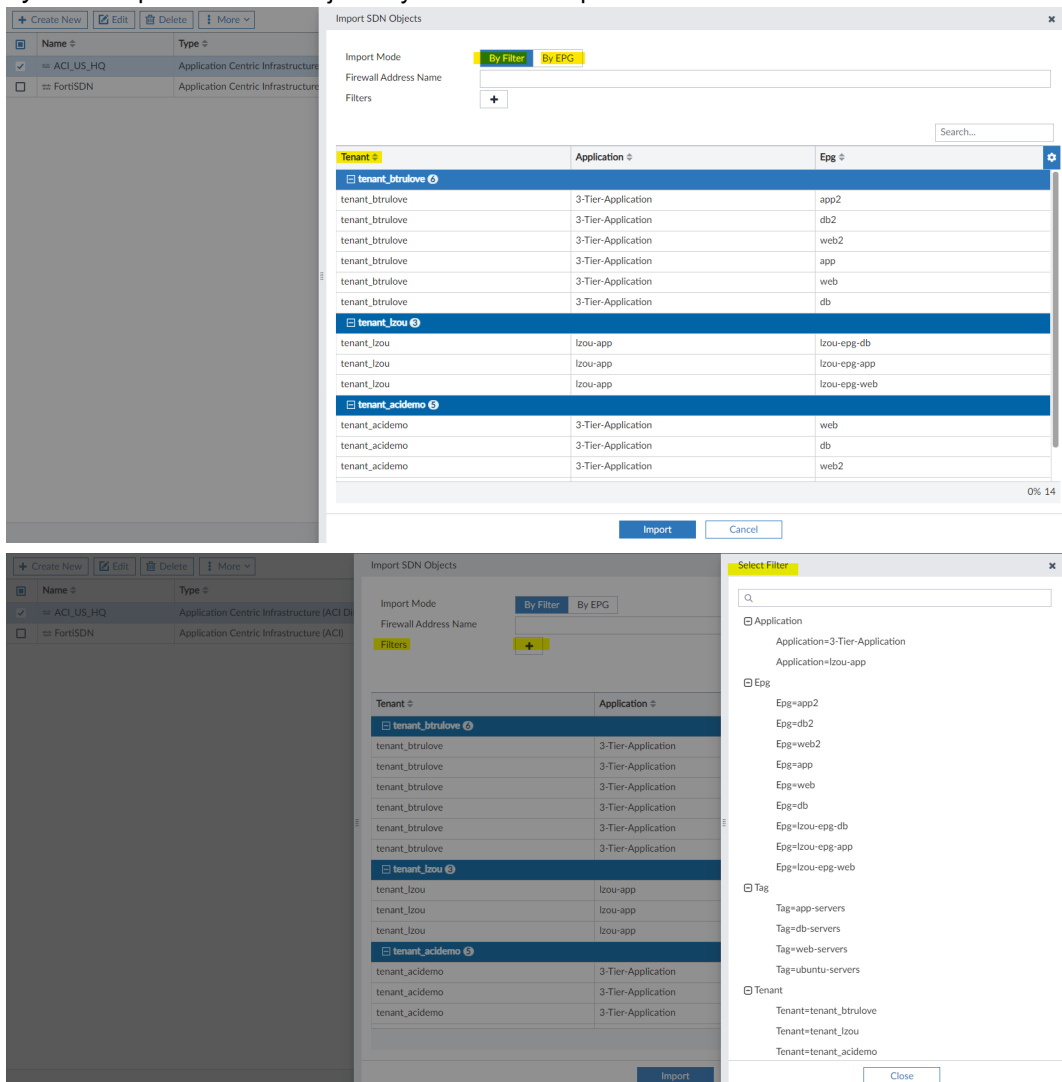 + Create New Edit Delete More
Name Type
ACI_US_HQ Application Centric Infrastructure
FortiSDN Application Centric Infrastructure
Import SDN Objects
Import Mode By Filter By EPG
Firewall Address Name
Filters +
Search...
Tenant Application Epg
tenant_btrulove 6
tenant_btrulove 3-Tier-Application app2
tenant_btrulove 3-Tier-Application db2
tenant_btrulove 3-Tier-Application web2
tenant_btrulove 3-Tier-Application app
tenant_btrulove 3-Tier-Application web
tenant_btrulove 3-Tier-Application db
tenant_lzou 3
tenant_lzou lzou-app lzou-epg-db
tenant_lzou lzou-app lzou-epg-app
tenant_lzou lzou-app lzou-epg-web
tenant_acidemo 5
tenant_acidemo 3-Tier-Application web
tenant_acidemo 3-Tier-Application db
tenant_acidemo 3-Tier-Application web2
0% 14
Import Cancel
+ Create New Edit Delete More
Name Type
ACI_US_HQ Application Centric Infrastructure (ACI Di
FortiSDN Application Centric Infrastructure (ACI)
Import SDN Objects
Import Mode By Filter By EPG
Firewall Address Name
Filters +
Tenant Application
tenant_btrulove 6
tenant_btrulove 3-Tier-Application
tenant_btrulove 3-Tier-Application
tenant_btrulove 3-Tier-Application
tenant_btrulove 3-Tier-Application
tenant_btrulove 3-Tier-Application
tenant_btrulove 3-Tier-Application
tenant_lzou 3
tenant_lzou lzou-app
tenant_lzou lzou-app
tenant_lzou lzou-app
tenant_acidemo 5
tenant_acidemo 3-Tier-Application
tenant_acidemo 3-Tier-Application
tenant_acidemo 3-Tier-Application
Import
Select Filter
Application
Application=3-Tier-Application
Application=lzou-app
Epg
Epg=app2
Epg=db2
Epg=web2
Epg=app
Epg=web
Epg=db
Epg=lzou-epg-db
Epg=lzou-epg-app
Epg=lzou-epg-web
Tag
Tag=app-servers
Tag=db-servers
Tag=web-servers
Tag=ubuntu-servers
Tenant
Tenant=tenant_btrulove
Tenant=tenant_lzou
Tenant=tenant_acidemo
Close